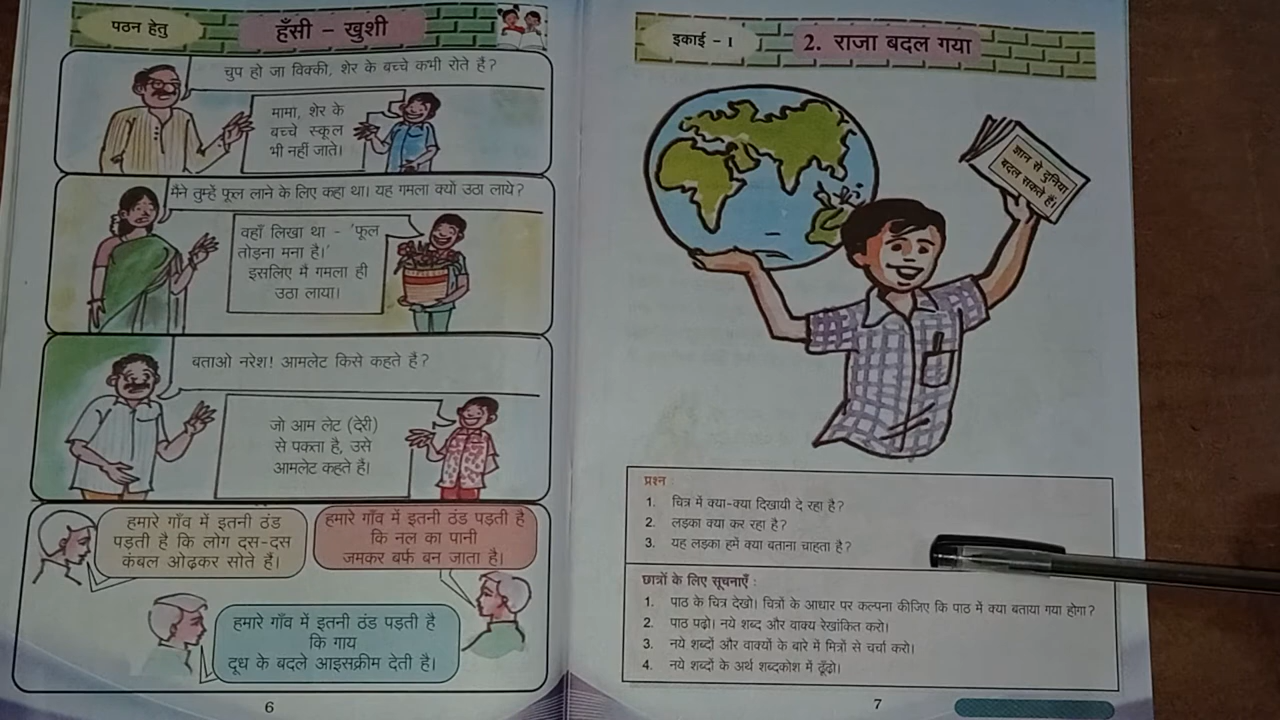 पठन हेतु
हँसी - खुशी
चुप हो जा विक्की, शेर के बच्चे कभी रोते हैं?
मामा, शेर के
बच्चे स्कूल
भी नहीं जाते।
मैंने तुम्हें फूल लाने के लिए कहा था। यह गमला क्यों उठा लाये?
वहाँ लिखा था - 'फूल
तोड़ना मना है।'
इसलिए मैं गमला ही
उठा लाया।
बताओ नरेश! आमलेट किसे कहते हैं?
जो आम लेट (देरी)
से पकता है, उसे
आमलेट कहते हैं।
हमारे गाँव में इतनी ठंड
पड़ती है कि लोग दस-दस
कंबल ओढ़कर सोते हैं।
हमारे गाँव में इतनी ठंड पड़ती है
कि नल का पानी
जमकर बर्फ बन जाता है।
हमारे गाँव में इतनी ठंड पड़ती है
कि गाय
दूध के बदले आइसक्रीम देती है।
6
इकाई - 1
2. राजा बदल गया
ज्ञान से दुनिया
बदल सकते हैं।
प्रश्न :
1. चित्र में क्या-क्या दिखायी दे रहा है?
2. लड़का क्या कर रहा है?
3. यह लड़का हमें क्या बताना चाहता है?
छात्रों के लिए सूचनाएँ :
1. पाठ के चित्र देखो। चित्रों के आधार पर कल्पना कीजिए कि पाठ में क्या बताया गया होगा?
2. पाठ पढ़ो। नये शब्द और वाक्य रेखांकित करो।
3. नये शब्दों और वाक्यों के बारे में मित्रों से चर्चा करो।
4. नये शब्दों के अर्थ शब्दकोश में ढूँढ़ो।
7